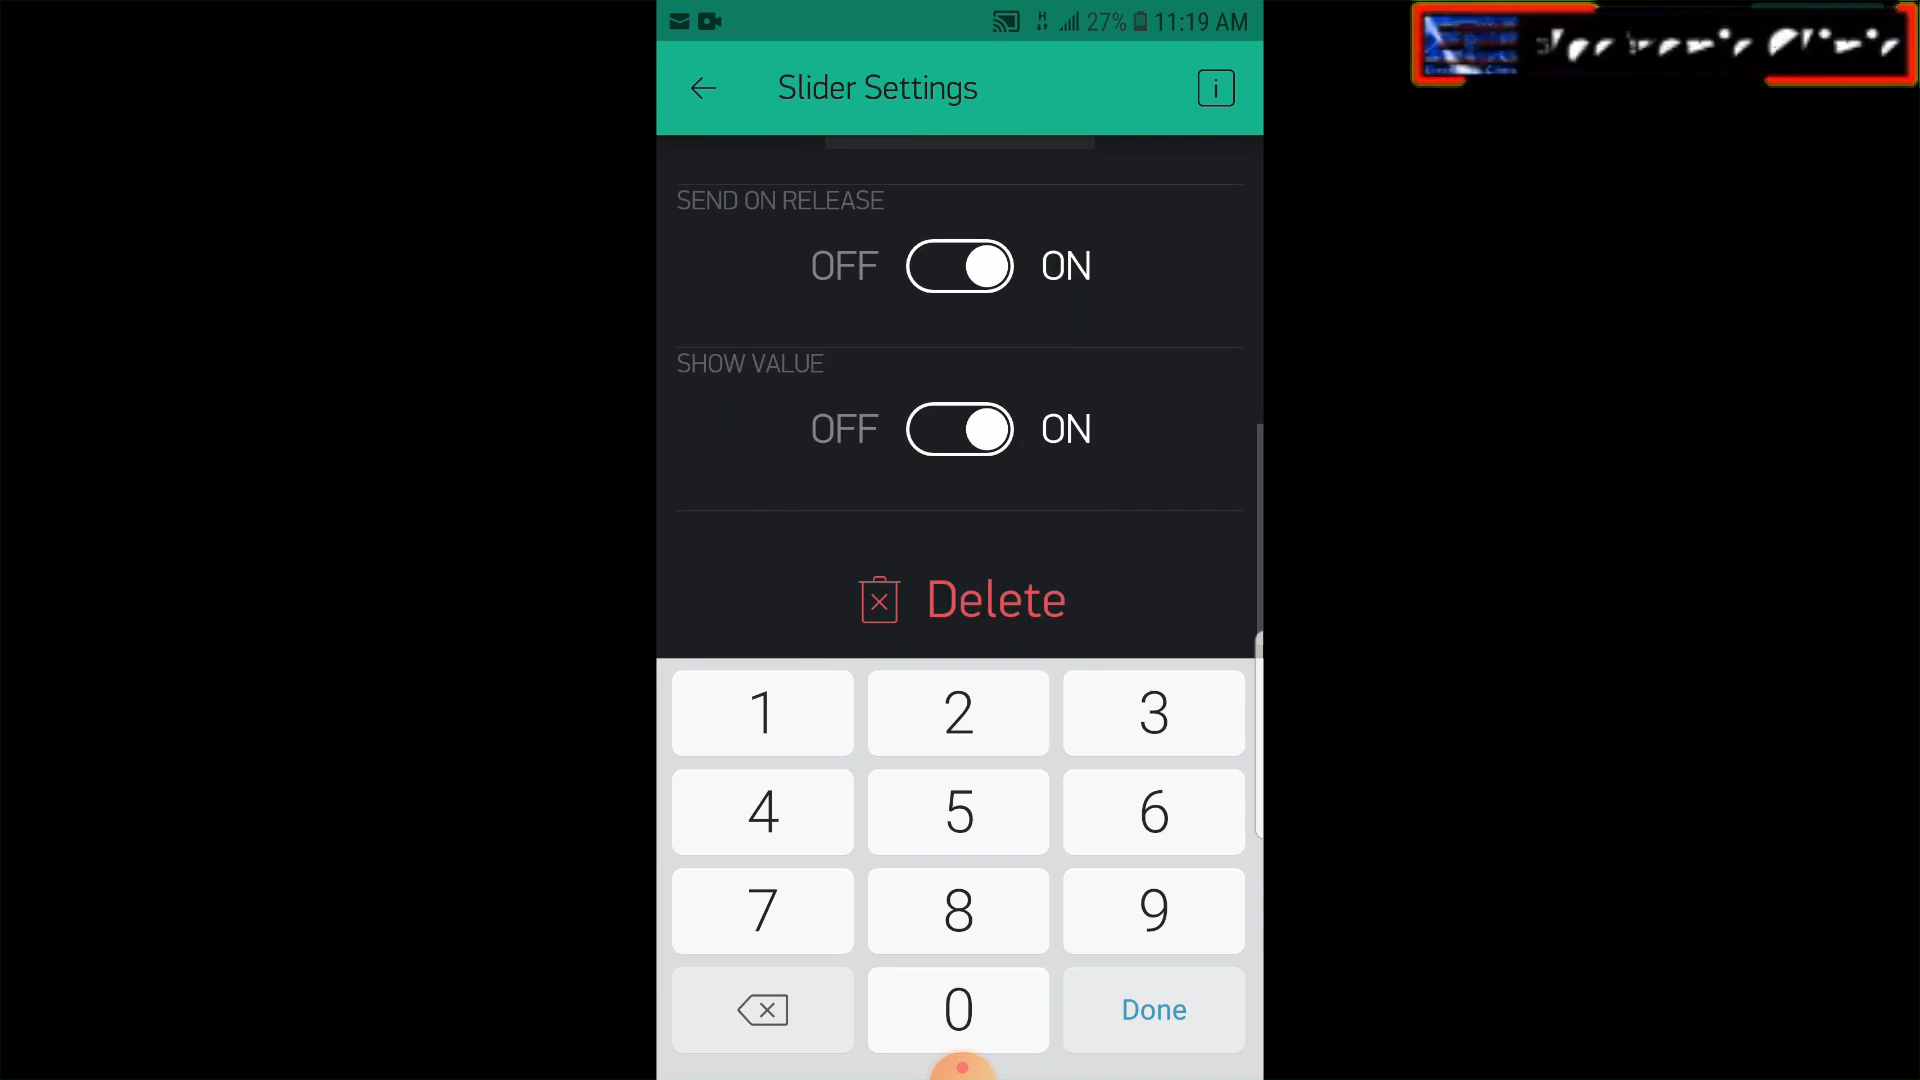 H 27% 11:19 AM
Slider Settings
i
SEND ON RELEASE
OFF ON
SHOW VALUE
OFF ON
Delete
1 2 3
4 5 6
7 8 9
0 Done